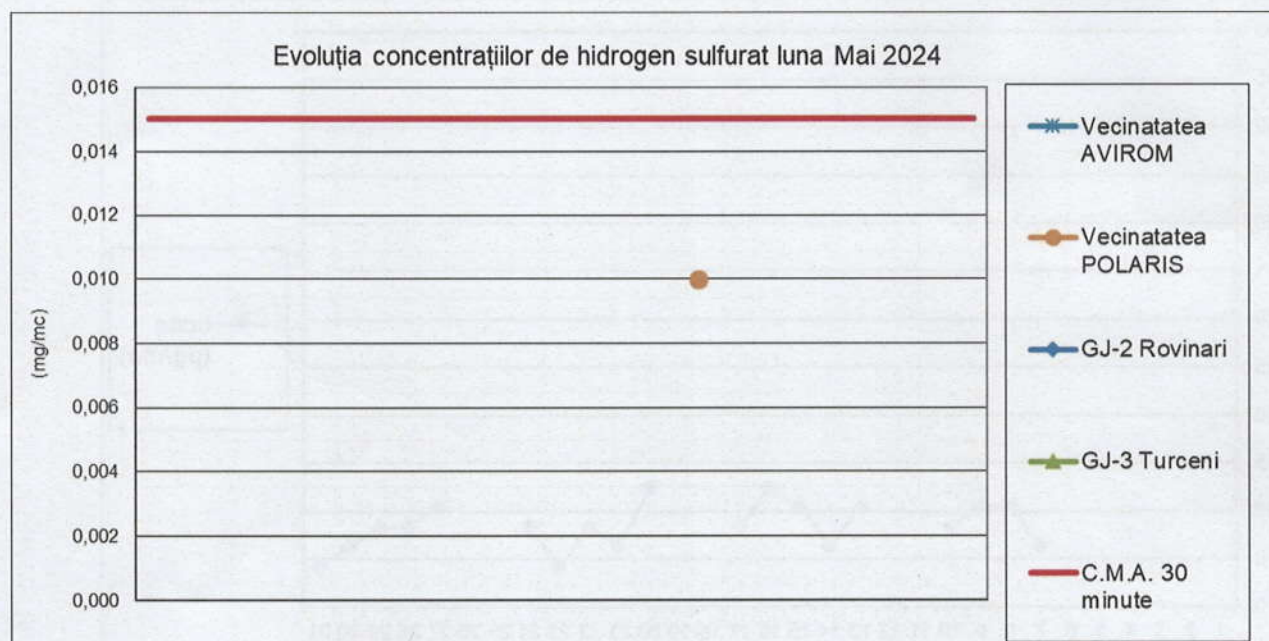 Evoluția concentrațiilor de hidrogen sulfurat luna Mai 2024
0,016
0,014
0,012
0,010
0,008
0,006
0,004
0,002
0,000
(mg/mc)
Vecinatatea
AVIROM
Vecinatatea
POLARIS
GJ-2 Rovinari
GJ-3 Turceni
C.M.A. 30
minute